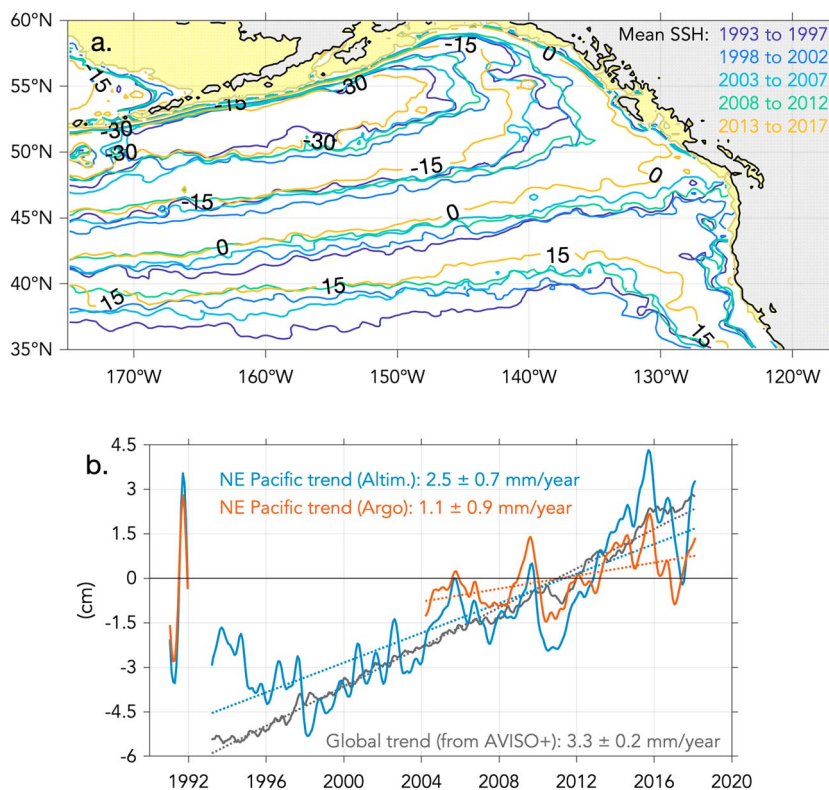 60°N
a.
Mean SSH: 1993 to 1997
1998 to 2002
2003 to 2007
2008 to 2012
2013 to 2017
-15
0
-15
55°N
-30
-15
-30
-30
50°N
-30
-15
0
-15
45°N
0
0
40°N
15
15
15
15
35°N
170°W 160°W 150°W 140°W 130°W 120°W
b.
4.5
NE Pacific trend (Altim.): 2.5 ± 0.7 mm/year
3
NE Pacific trend (Argo): 1.1 ± 0.9 mm/year
1.5
0
(cm)
-1.5
-3
-4.5
Global trend (from AVISO+): 3.3 ± 0.2 mm/year
-6
1992 1996 2000 2004 2008 2012 2016 2020